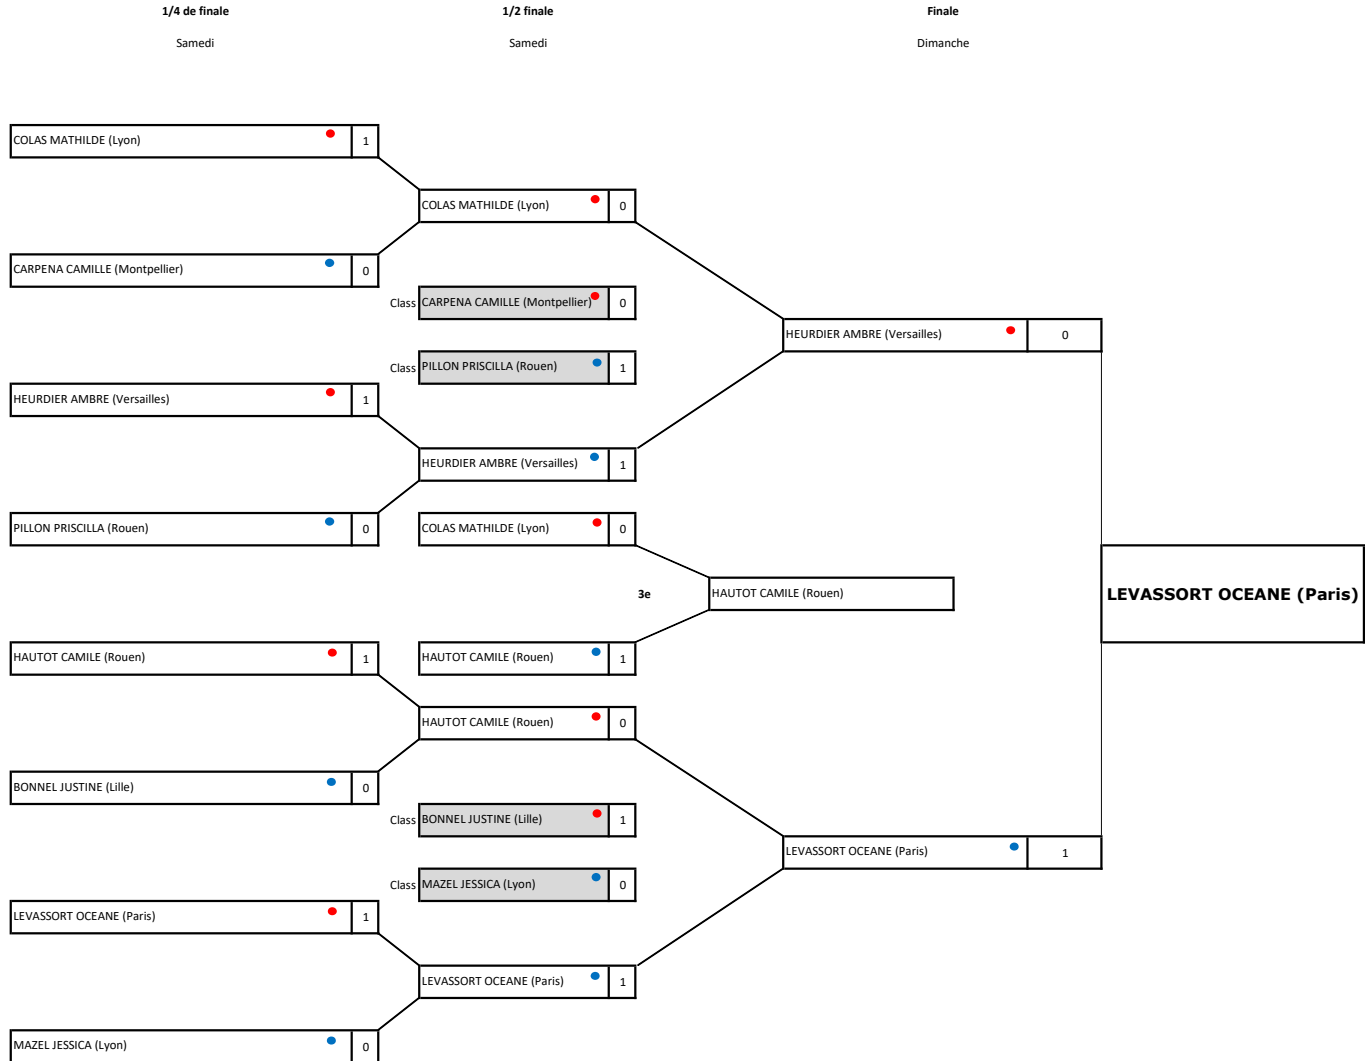 1/4 de finale 1/2 finale Finale
Samedi Samedi Dimanche
COLAS MATHILDE (Lyon) 1
COLAS MATHILDE (Lyon) 0
CARPENA CAMILLE (Montpellier) 0
Class CARPENA CAMILLE (Montpellier) 0
HEURDIER AMBRE (Versailles) 0
Class PILLON PRISCILLA (Rouen) 1
HEURDIER AMBRE (Versailles) 1
HEURDIER AMBRE (Versailles) 1
PILLON PRISCILLA (Rouen) 0
COLAS MATHILDE (Lyon) 0
3e HAUTOT CAMILE (Rouen)
LEVASSORT OCEANE (Paris)
HAUTOT CAMILE (Rouen) 1
HAUTOT CAMILE (Rouen) 1
HAUTOT CAMILE (Rouen) 0
BONNEL JUSTINE (Lille) 0
Class BONNEL JUSTINE (Lille) 1
LEVASSORT OCEANE (Paris) 1
Class MAZEL JESSICA (Lyon) 0
LEVASSORT OCEANE (Paris) 1
LEVASSORT OCEANE (Paris) 1
MAZEL JESSICA (Lyon) 0